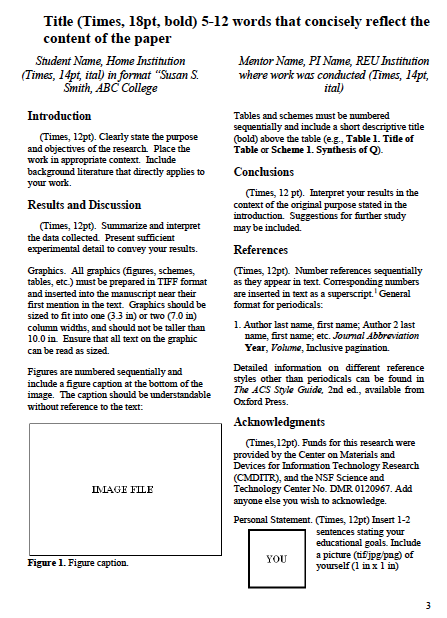 Title (Times, 18pt, bold) 5-12 words that concisely reflect the
content of the paper
Student Name, Home Institution
(Times, 14pt, ital) in format “Susan S.
Smith, ABC College
Mentor Name, PI Name, REU Institution
where work was conducted (Times, 14pt,
ital)
Introduction
(Times, 12pt). Clearly state the purpose
and objectives of the research. Place the
work in appropriate context. Include
background literature that directly applies to
your work.
Results and Discussion
(Times, 12pt). Summarize and interpret
the data collected. Present sufficient
experimental detail to convey your results.
Graphics. All graphics (figures, schemes,
tables, etc.) must be prepared in TIFF format
and inserted into the manuscript near their
first mention in the text. Graphics should be
sized to fit into one (3.3 in) or two (7.0 in)
column widths, and should not be taller than
10.0 in. Ensure that all text on the graphic
can be read as sized.
Figures are numbered sequentially and
include a figure caption at the bottom of the
image. The caption should be understandable
without reference to the text:
IMAGE FILE
Figure 1. Figure caption.
Tables and schemes must be numbered
sequentially and include a short descriptive title
(bold) above the table (e.g., Table 1. Title of
Table or Scheme 1. Synthesis of Q).
Conclusions
(Times, 12 pt). Interpret your results in the
context of the original purpose stated in the
introduction. Suggestions for further study
may be included.
References
(Times, 12pt). Number references sequentially
as they appear in text. Corresponding numbers
are inserted in text as a superscript.¹ General
format for periodicals:
1. Author last name, first name; Author 2 last
name, first name; etc. Journal Abbreviation
Year, Volume, Inclusive pagination.
Detailed information on different reference
styles other than periodicals can be found in
The ACS Style Guide, 2nd ed., available from
Oxford Press.
Acknowledgments
(Times,12pt). Funds for this research were
provided by the Center on Materials and
Devices for Information Technology Research
(CMDITR), and the NSF Science and
Technology Center No. DMR 0120967. Add
anyone else you wish to acknowledge.
Personal Statement. (Times, 12pt) Insert 1-2
sentences stating your
educational goals. Include
a picture (tif/jpg/png) of
yourself (1 in x 1 in)
YOU
3